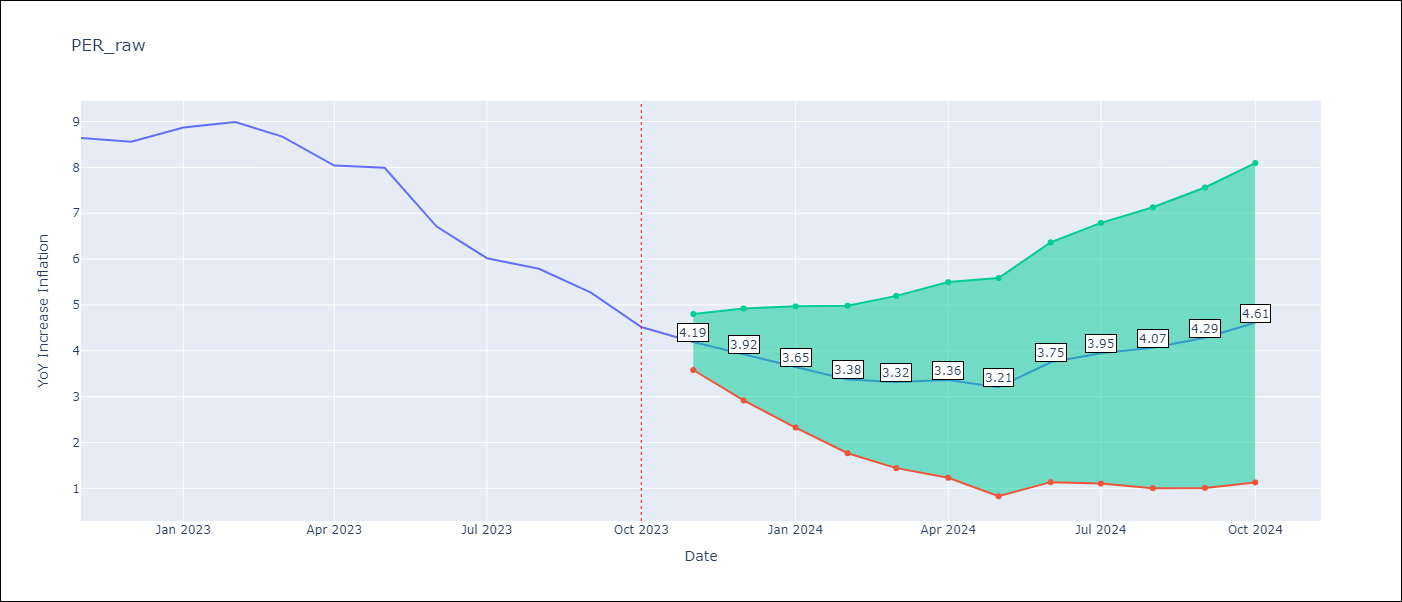 PER_raw
YoY Increase Inflation
9
8
7
6
5
4
3
2
1
4.19
3.92
3.65
3.38
3.32
3.36
3.21
3.75
3.95
4.07
4.29
4.61
Jan 2023
Apr 2023
Jul 2023
Oct 2023
Jan 2024
Apr 2024
Jul 2024
Oct 2024
Date